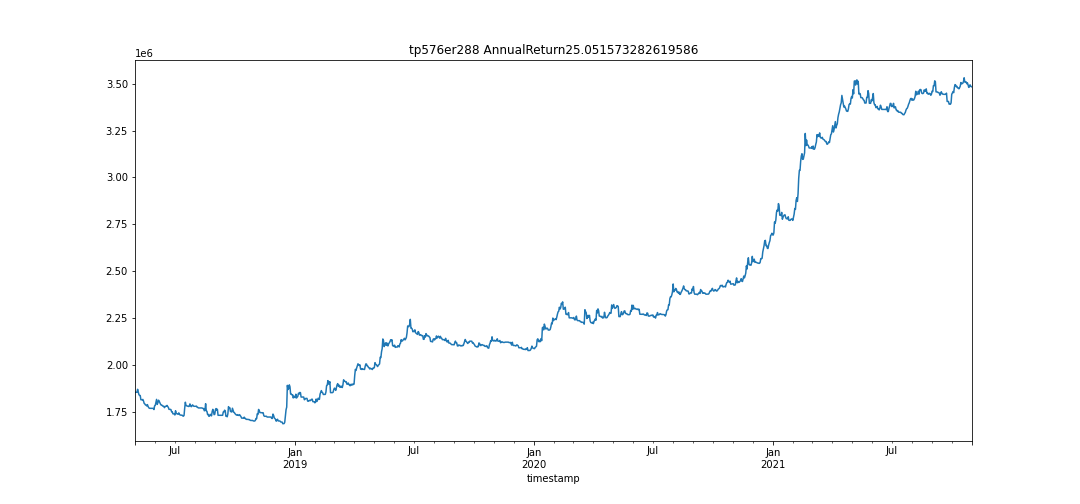 tp576er288 AnnualReturn25.051573282619586
1e6
3.50
3.25
3.00
2.75
2.50
2.25
2.00
1.75
Jul
Jan
2019
Jul
Jan
2020
Jul
Jan
2021
Jul
timestamp